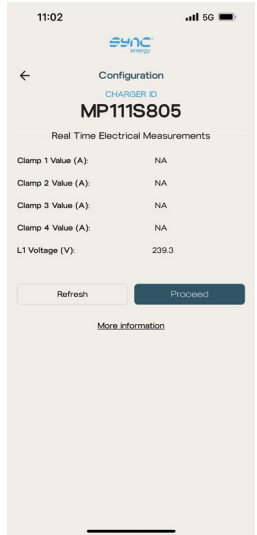 11:02
5G
sync
energy
Configuration
CHARGER ID
MP111S805
Real Time Electrical Measurements
Clamp 1 Value (A): NA
Clamp 2 Value (A): NA
Clamp 3 Value (A): NA
Clamp 4 Value (A): NA
L1 Voltage (V): 239.3
Refresh Proceed
More information